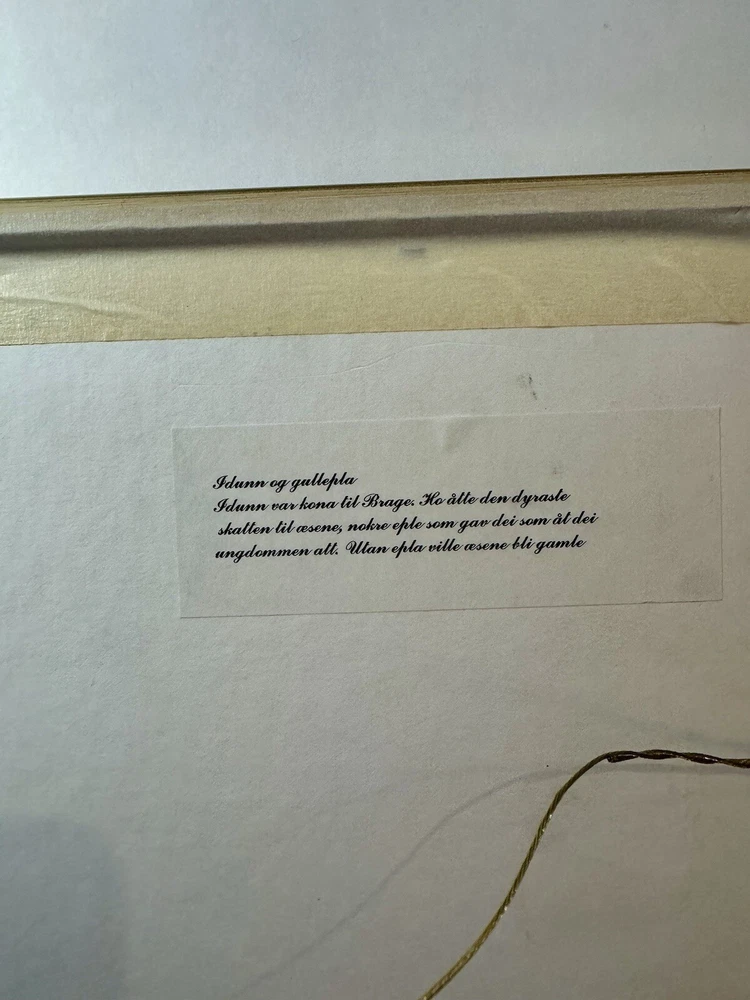 Idunn og gullepla
Idunn var kona til Brage. Ho åtte den dyraste
skatten til æsene, nokre eple som gav dei som åt dei
ungdommen att. Utan epla ville æsene bli gamle